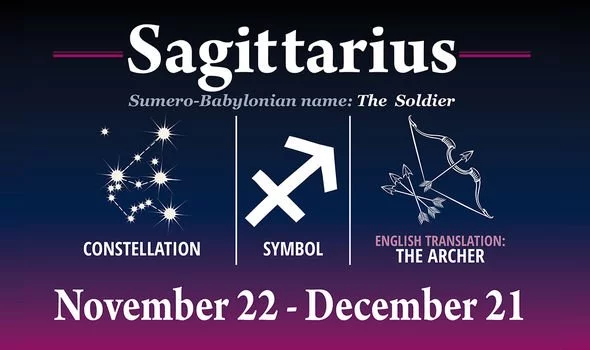 Sagittarius
Sumero-Babylonian name: The Soldier
CONSTELLATION
SYMBOL
ENGLISH TRANSLATION:
THE ARCHER
November 22 - December 21